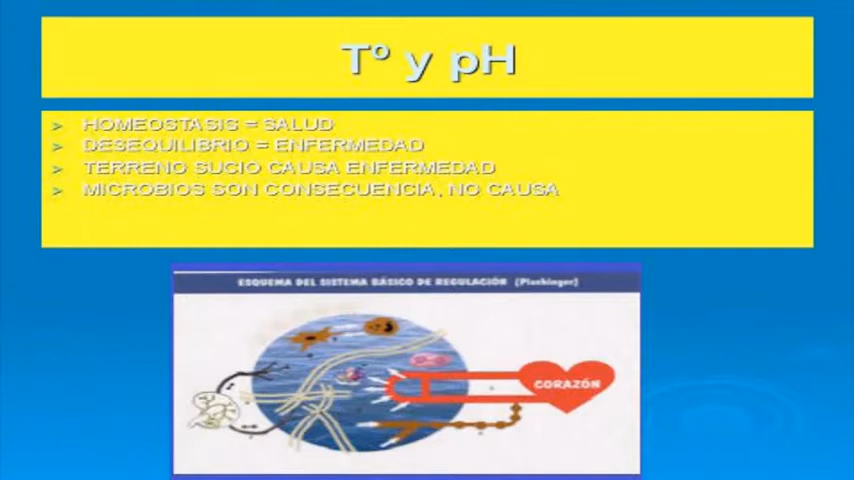 Tº y pH
> HOMEOSTASIS = SALUD
> DESEQUILIBRIO = ENFERMEDAD
> TERRENO SUCIO CAUSA ENFERMEDAD
> MICROBIOS SON CONSECUENCIA, NO CAUSA
ESQUEMA DEL SISTEMA BÁSICO DE REGULACIÓN (Pischinger)
CORAZÓN